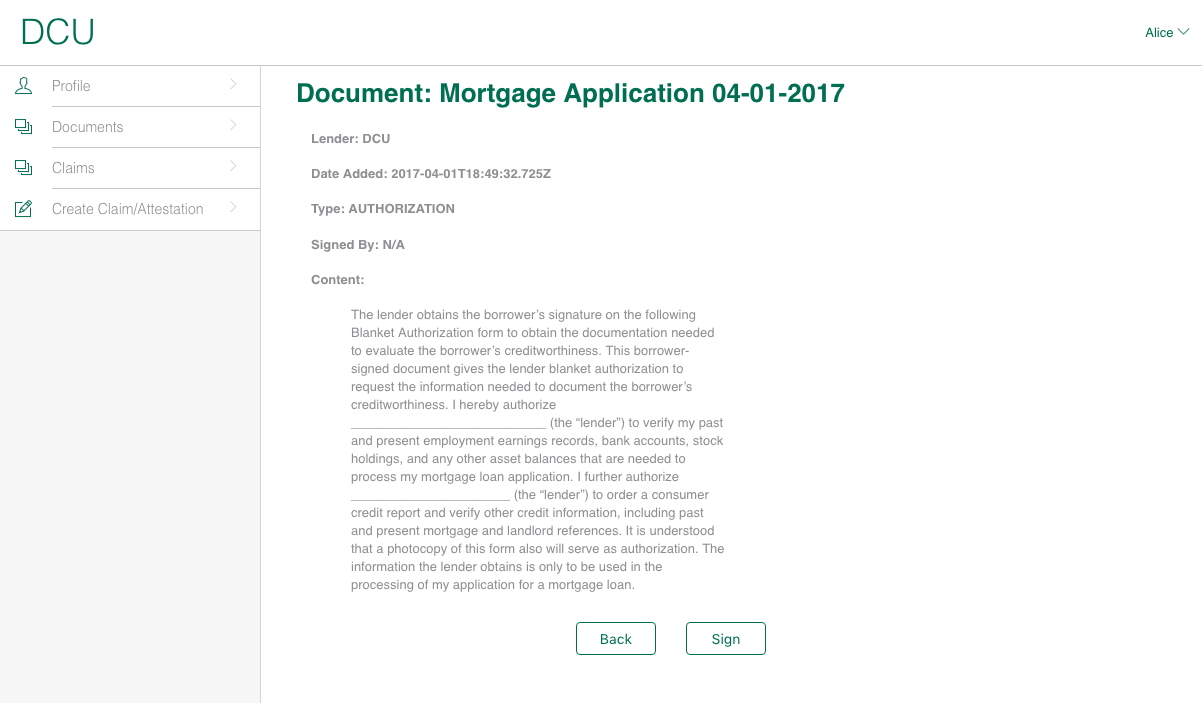 DCU
Alice
Profile
Documents
Claims
Create Claim/Attestation
Document: Mortgage Application 04-01-2017
Lender: DCU
Date Added: 2017-04-01T18:49:32.725Z
Type: AUTHORIZATION
Signed By: N/A
Content:
The lender obtains the borrower’s signature on the following
Blanket Authorization form to obtain the documentation needed
to evaluate the borrower’s creditworthiness. This borrower-
signed document gives the lender blanket authorization to
request the information needed to document the borrower’s
creditworthiness. I hereby authorize
___________________________ (the “lender”) to verify my past
and present employment earnings records, bank accounts, stock
holdings, and any other asset balances that are needed to
process my mortgage loan application. I further authorize
______________________ (the “lender”) to order a consumer
credit report and verify other credit information, including past
and present mortgage and landlord references. It is understood
that a photocopy of this form also will serve as authorization. The
information the lender obtains is only to be used in the
processing of my application for a mortgage loan.
Back
Sign